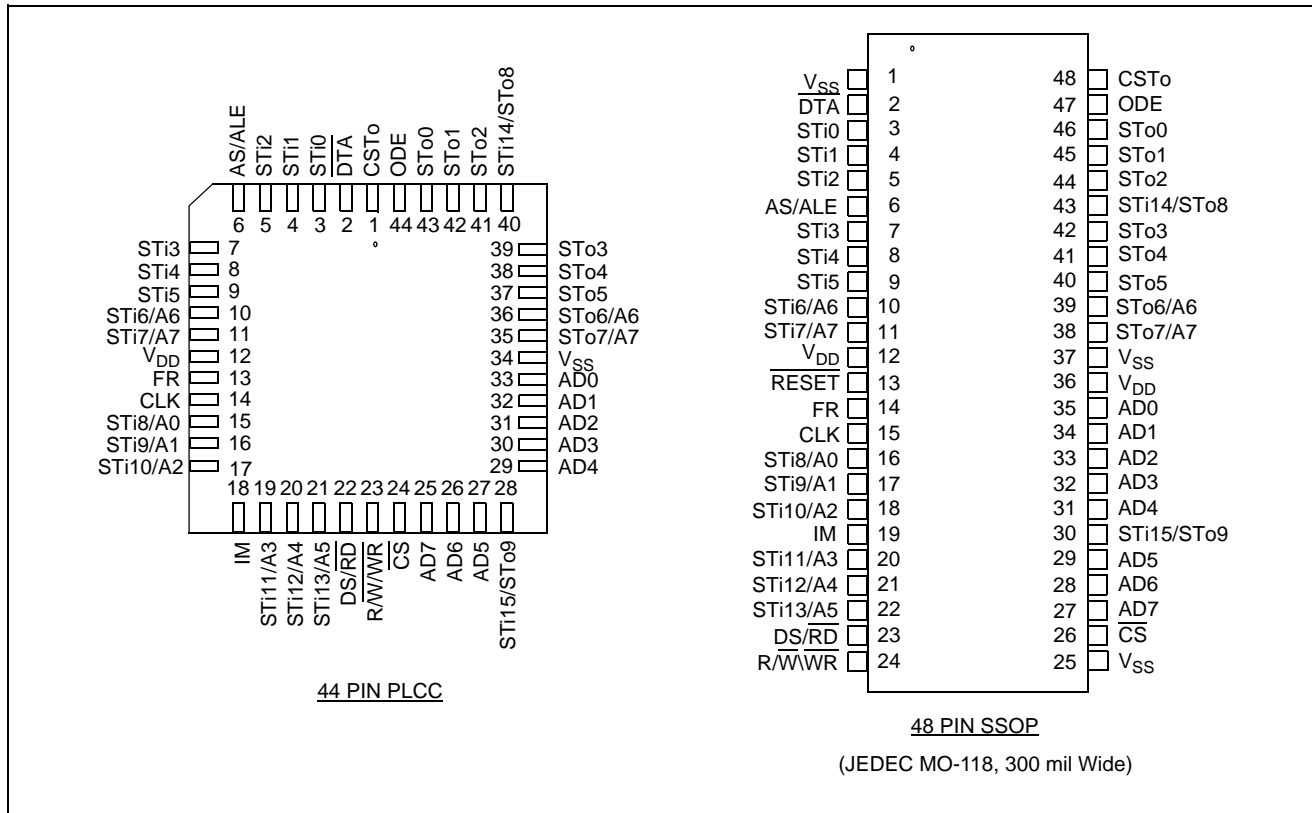 AS/ALE
STi2
STi1
STi0
DTA
CSTo
ODE
STo0
STo1
STo2
STi14/STo8
6 5 4 3 2 1 44 43 42 41 40
STi3 7
STi4 8
STi5 9
STi6/A6 10
STi7/A7 11
VDD 12
FR 13
CLK 14
STi8/A0 15
STi9/A1 16
STi10/A2 17
39 STo3
38 STo4
37 STo5
36 STo6/A6
35 STo7/A7
34 VSS
33 AD0
32 AD1
31 AD2
30 AD3
29 AD4
18 19 20 21 22 23 24 25 26 27 28
IM
STi11/A3
STi12/A4
STi13/A5
DS/RD
R/W/WR
CS
AD7
AD6
AD5
STi15/STo9
44 PIN PLCC
VSS 1
DTA 2
STi0 3
STi1 4
STi2 5
AS/ALE 6
STi3 7
STi4 8
STi5 9
STi6/A6 10
STi7/A7 11
VDD 12
RESET 13
FR 14
CLK 15
STi8/A0 16
STi9/A1 17
STi10/A2 18
IM 19
STi11/A3 20
STi12/A4 21
STi13/A5 22
DS/RD 23
R/W\WR 24
48 CSTo
47 ODE
46 STo0
45 STo1
44 STo2
43 STi14/STo8
42 STo3
41 STo4
40 STo5
39 STo6/A6
38 STo7/A7
37 VSS
36 VDD
35 AD0
34 AD1
33 AD2
32 AD3
31 AD4
30 STi15/STo9
29 AD5
28 AD6
27 AD7
26 CS
25 VSS
48 PIN SSOP
(JEDEC MO-118, 300 mil Wide)